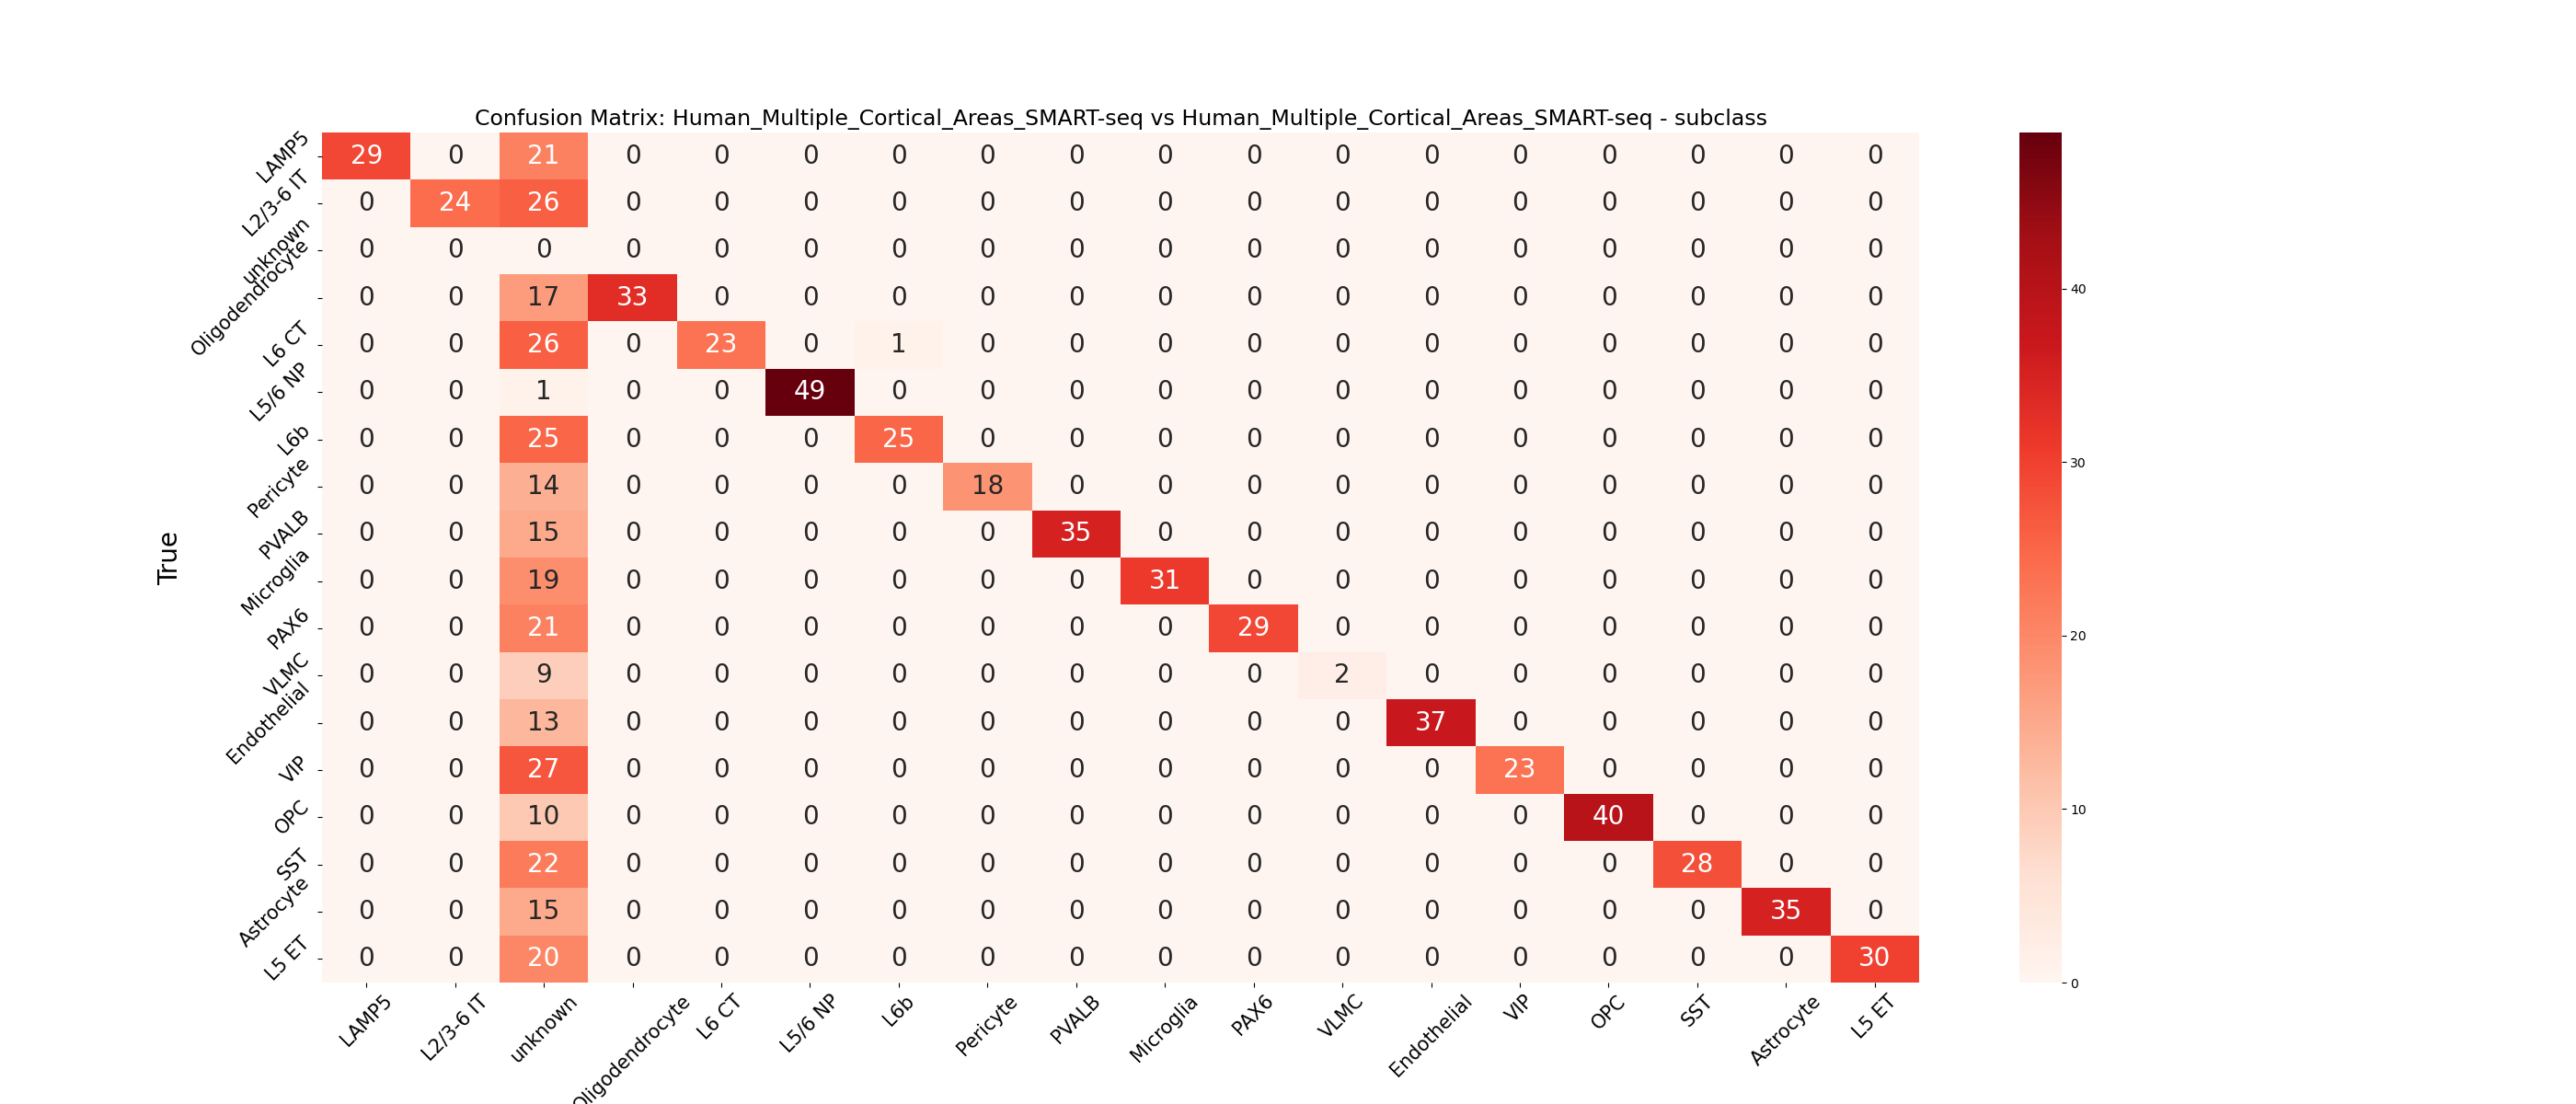 Confusion Matrix: Human_Multiple_Cortical_Areas_SMART-seq vs Human_Multiple_Cortical_Areas_SMART-seq - subclass
True
LAMP5 29 0 21 0 0 0 0 0 0 0 0 0 0 0 0 0 0 0
L2/3-6 IT 0 24 26 0 0 0 0 0 0 0 0 0 0 0 0 0 0 0
unknown 0 0 0 0 0 0 0 0 0 0 0 0 0 0 0 0 0 0
Oligodendrocyte 0 0 17 33 0 0 0 0 0 0 0 0 0 0 0 0 0 0
L6 CT 0 0 26 0 23 0 1 0 0 0 0 0 0 0 0 0 0 0
L5/6 NP 0 0 1 0 0 49 0 0 0 0 0 0 0 0 0 0 0 0
L6b 0 0 25 0 0 0 25 0 0 0 0 0 0 0 0 0 0 0
Pericyte 0 0 14 0 0 0 0 18 0 0 0 0 0 0 0 0 0 0
PVALB 0 0 15 0 0 0 0 0 35 0 0 0 0 0 0 0 0 0
Microglia 0 0 19 0 0 0 0 0 0 31 0 0 0 0 0 0 0 0
PAX6 0 0 21 0 0 0 0 0 0 0 29 0 0 0 0 0 0 0
VLMC 0 0 9 0 0 0 0 0 0 0 0 2 0 0 0 0 0 0
Endothelial 0 0 13 0 0 0 0 0 0 0 0 0 37 0 0 0 0 0
VIP 0 0 27 0 0 0 0 0 0 0 0 0 0 23 0 0 0 0
OPC 0 0 10 0 0 0 0 0 0 0 0 0 0 0 40 0 0 0
SST 0 0 22 0 0 0 0 0 0 0 0 0 0 0 0 28 0 0
Astrocyte 0 0 15 0 0 0 0 0 0 0 0 0 0 0 0 0 35 0
L5 ET 0 0 20 0 0 0 0 0 0 0 0 0 0 0 0 0 0 30
LAMP5 L2/3-6 IT unknown Oligodendrocyte L6 CT L5/6 NP L6b Pericyte PVALB Microglia PAX6 VLMC Endothelial VIP OPC SST Astrocyte L5 ET
40
30
20
10
0